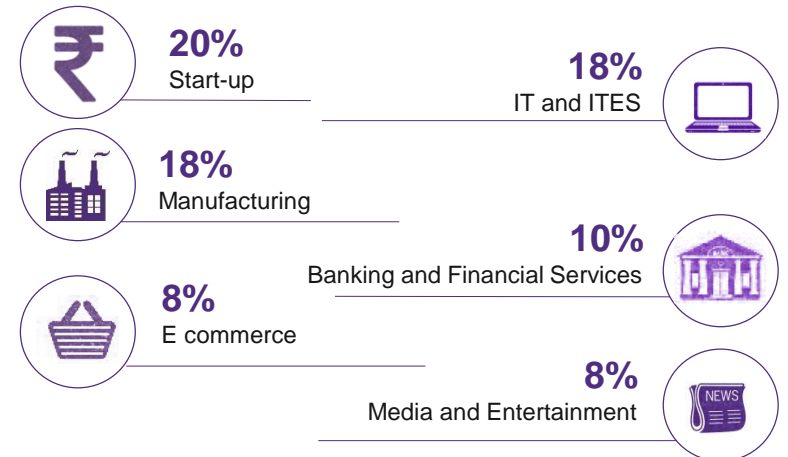 20%
Start-up
18%
IT and ITES
18%
Manufacturing
10%
Banking and Financial Services
8%
E commerce
8%
Media and Entertainment
NEWS